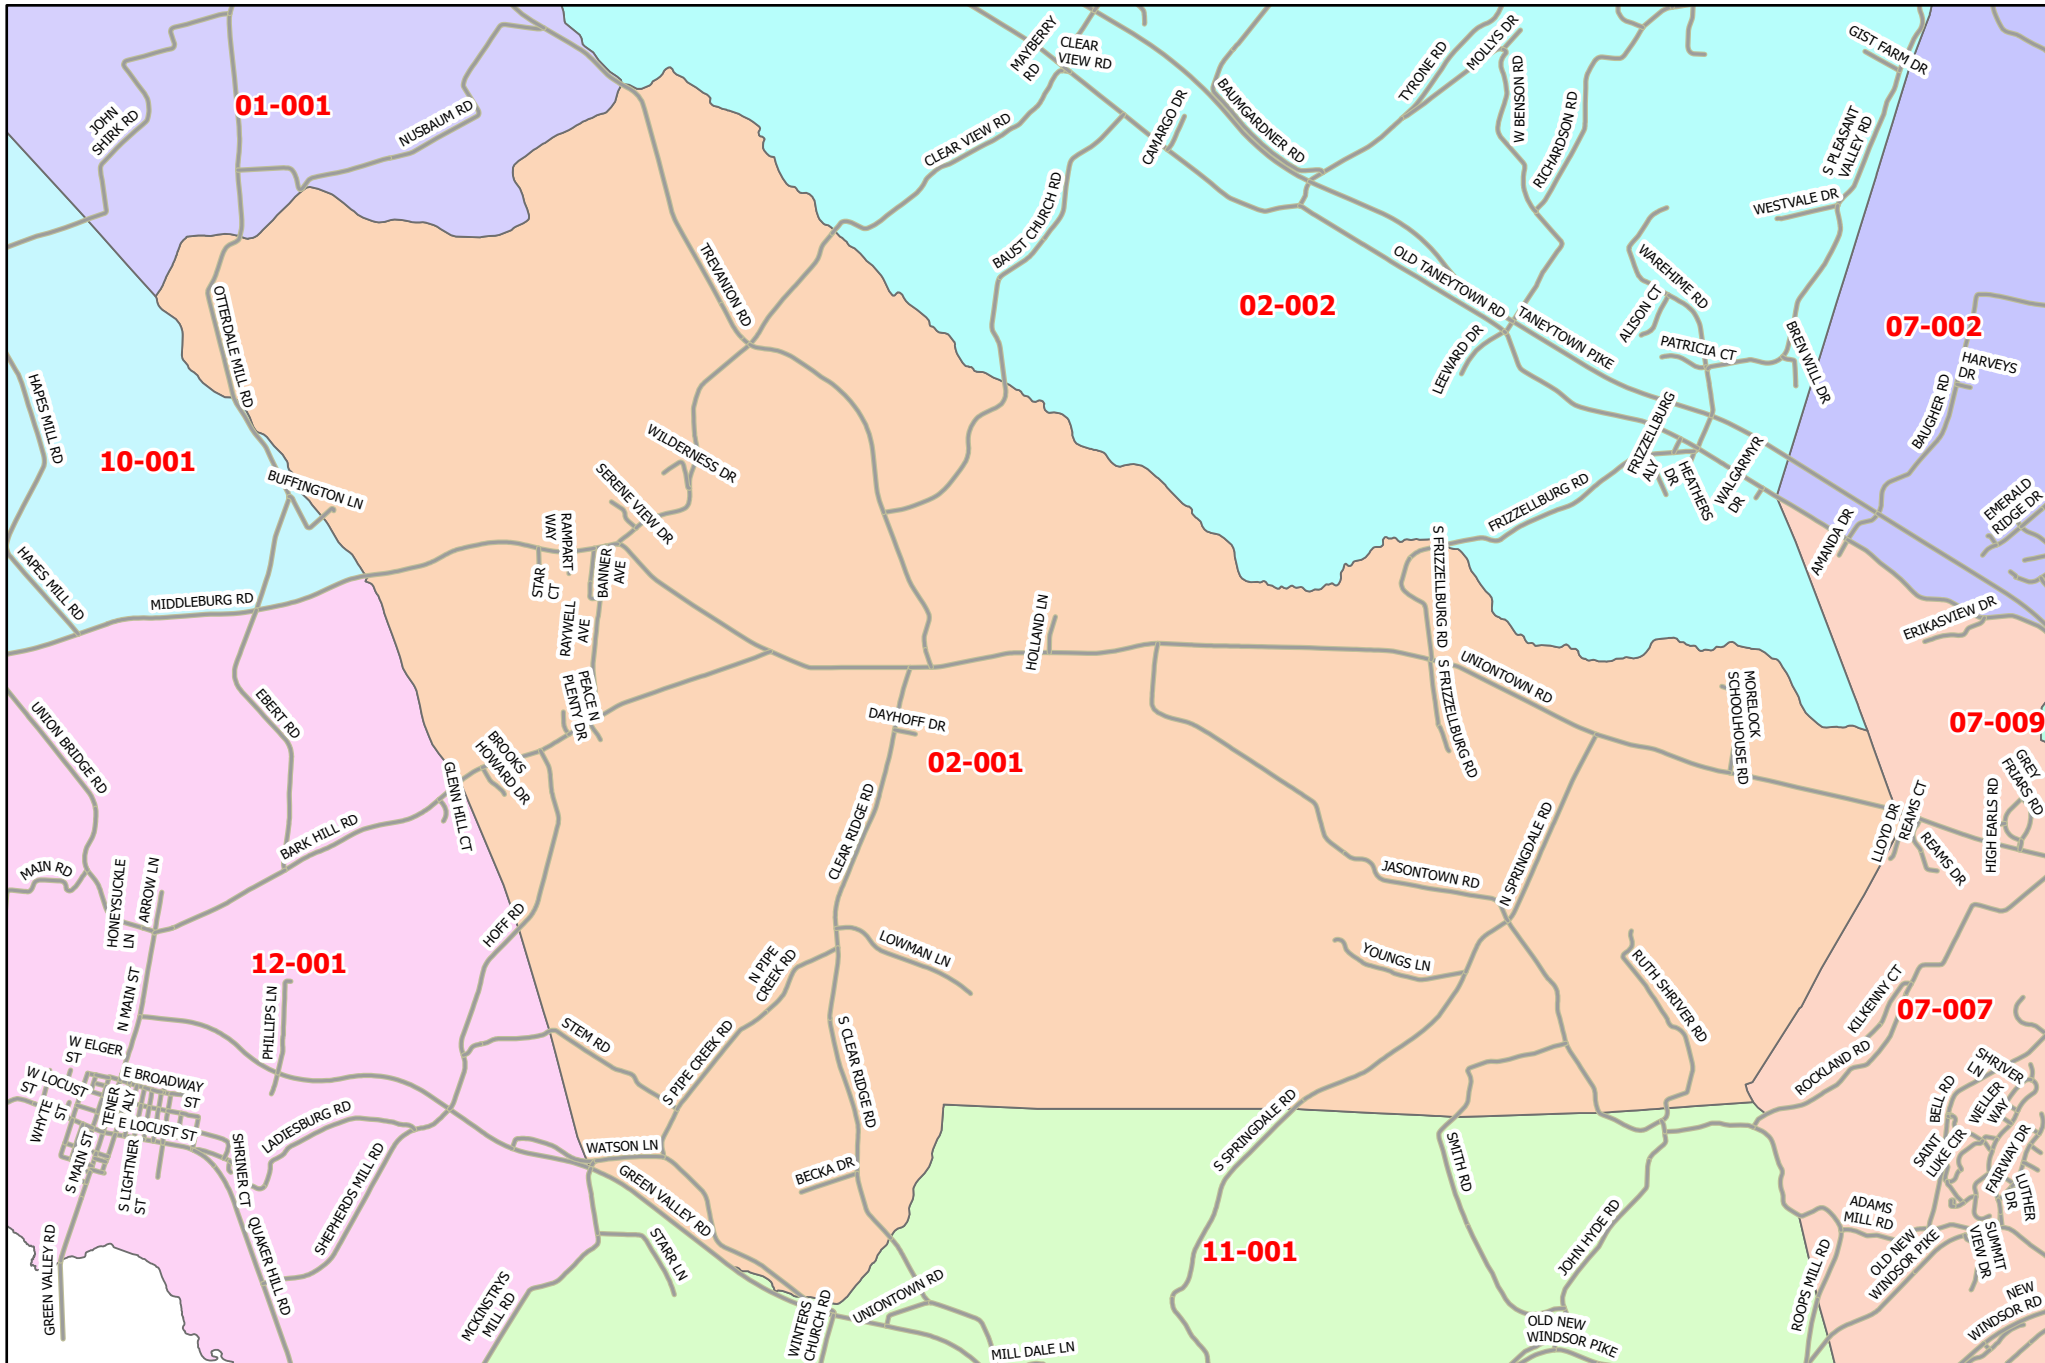 MAYBERRY
RD
CLEAR
VIEW RD
TYRONE RD
MOLLYS DR
GIST FARM DR
W BENSON RD
RICHARDSON RD
BAUMGARDNER RD
CAMARGO DR
S PLEASANT
VALLEY RD
JOHN
SHIRK RD
01-001
NUSBAUM RD
CLEAR VIEW RD
BAUST CHURCH RD
WESTVALE DR
TREVANION RD
OTTERDALE MILL RD
OLD TANEYTOWN RD
WAREHIME RD
ALISON CT
02-002
TANEYTOWN PIKE
LEEWARD DR
PATRICIA CT
BREN WILL DR
07-002
HARVEYS
DR
BAUGHER RD
HAPES MILL RD
10-001
BUFFINGTON LN
WILDERNESS DR
SERENE VIEW DR
FRIZZELLBURG
ALY
HEATHERS
DR
WALGARMYR
DR
FRIZZELLBURG RD
EMERALD
RIDGE DR
AMANDA DR
HAPES MILL RD
MIDDLEBURG RD
RAMPART
WAY
STAR
CT
BANNER
AVE
RAYWELL
AVE
HOLLAND LN
S FRIZZELLBURG RD
S FRIZZELLBURG RD
UNIONTOWN RD
ERIKASVIEW DR
UNION BRIDGE RD
EBERT RD
PEACE N
PLENTY DR
DAYHOFF DR
02-001
MORELOCK
SCHOOLHOUSE RD
07-009
GREY
FRIARS RD
BROOKS
HOWARD DR
GLENN HILL CT
BARK HILL RD
CLEAR RIDGE RD
JASONTOWN RD
N SPRINGDALE RD
LLOYD DR
REAMS CT
REAMS DR
HIGH EARLS RD
MAIN RD
HONEYSUCKLE
LN
ARROW LN
12-001
HOFF RD
N PIPE
CREEK RD
LOWMAN LN
YOUNGS LN
RUTH SHRIVER RD
KILKENNY CT
07-007
N MAIN ST
PHILLIPS LN
STEM RD
S PIPE CREEK RD
S CLEAR RIDGE RD
ROCKLAND RD
SHRIVER
LN
W ELGER
ST
W LOCUST
ST
WHYTE
ST
TENER
ALY
E BROADWAY
ST
E LOCUST ST
LADIESBURG RD
S MAIN ST
S LIGHTNER
ST
SHRINER CT
SHEPHERDS MILL RD
WATSON LN
GREEN VALLEY RD
BECKA DR
S SPRINGDALE RD
SMITH RD
BELL RD
WELLER
WAY
SAINT
LUKE CIR
FAIRWAY DR
LUTHER
DR
GREEN VALLEY RD
QUAKER HILL RD
STARR LN
11-001
JOHN HYDE RD
ADAMS
MILL RD
OLD NEW
WINDSOR PIKE
SUMMIT
VIEW DR
MCKINSTRYS
MILL RD
WINTERS
CHURCH RD
UNIONTOWN RD
MILL DALE LN
OLD NEW
WINDSOR PIKE
ROOPS MILL RD
NEW
WINDSOR RD